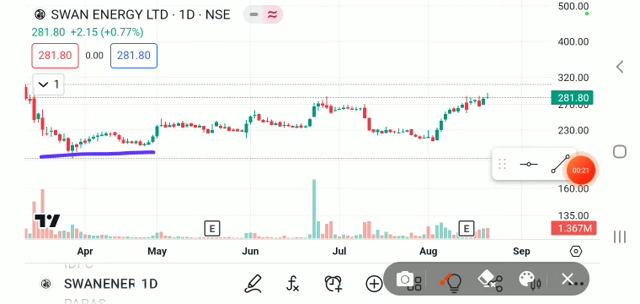 SWAN ENERGY LTD · 1D · NSE
281.80 +2.15 (+0.77%)
281.80 0.00 281.80
1
500.00
400.00
320.00
281.80
270.00
230.00
00:21
160.00
135.00
1.367M
E E
Apr May Jun Jul Aug Sep
SWANENER 1D